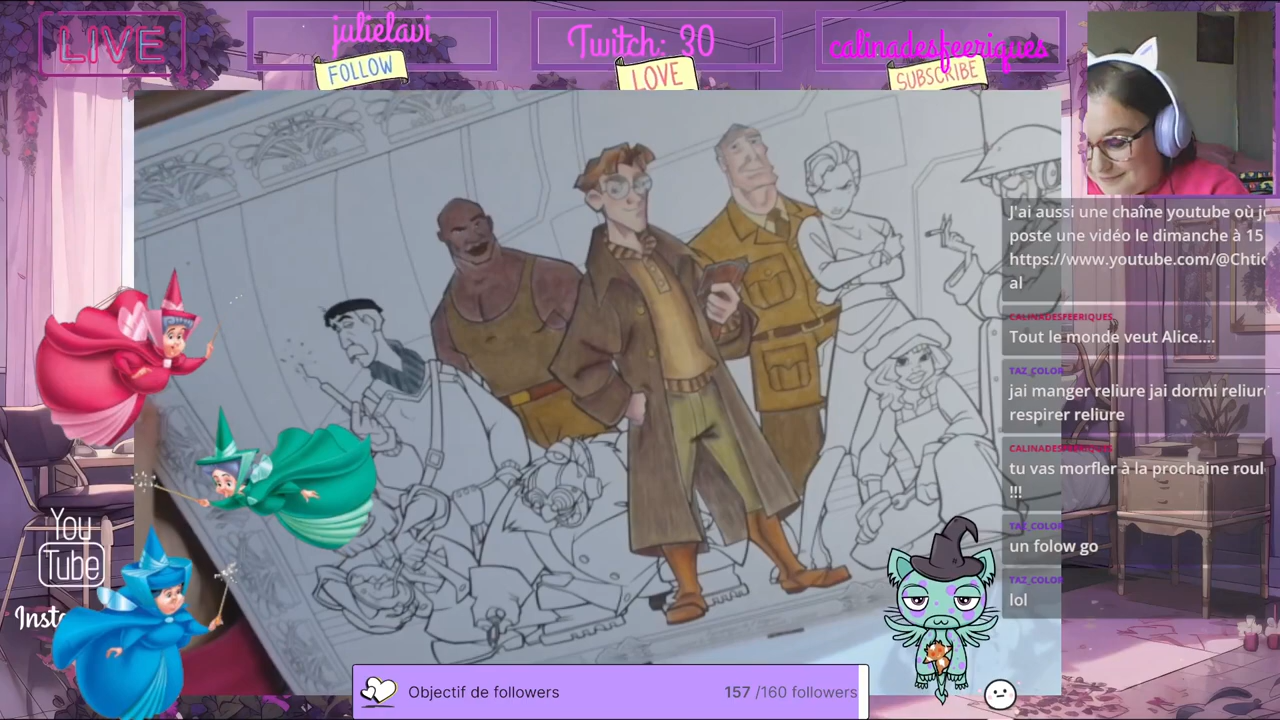 LIVE
julielavi
FOLLOW
Twitch: 30
LOVE
calinadesfeeriques
SUBSCRIBE
J'ai aussi une chaîne youtube où
poste une vidéo le dimanche à 15
https://www.youtube.com/@Chtic
al
CALINADESFEERIQUES
Tout le monde veut Alice....
TAZ_COLOR
jai manger reliure jai dormi reliure
respirer reliure
CALINADESFEERIQUES
tu vas morfler à la prochaine roul
!!!
TAZ_COLOR
un folow go
TAZ_COLOR
lol
You
Tube
Insta
Objectif de followers
157 /160 followers